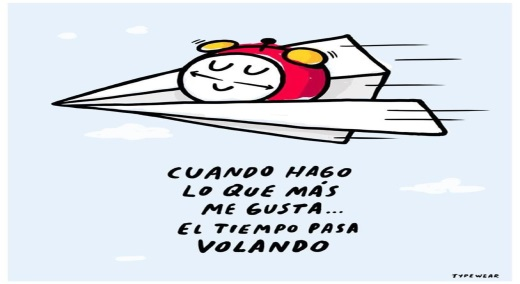 CUANDO HAGO
LO QUE MÁS
ME GUSTA...
EL TIEMPO PASA
VOLANDO
TYPEWEAR